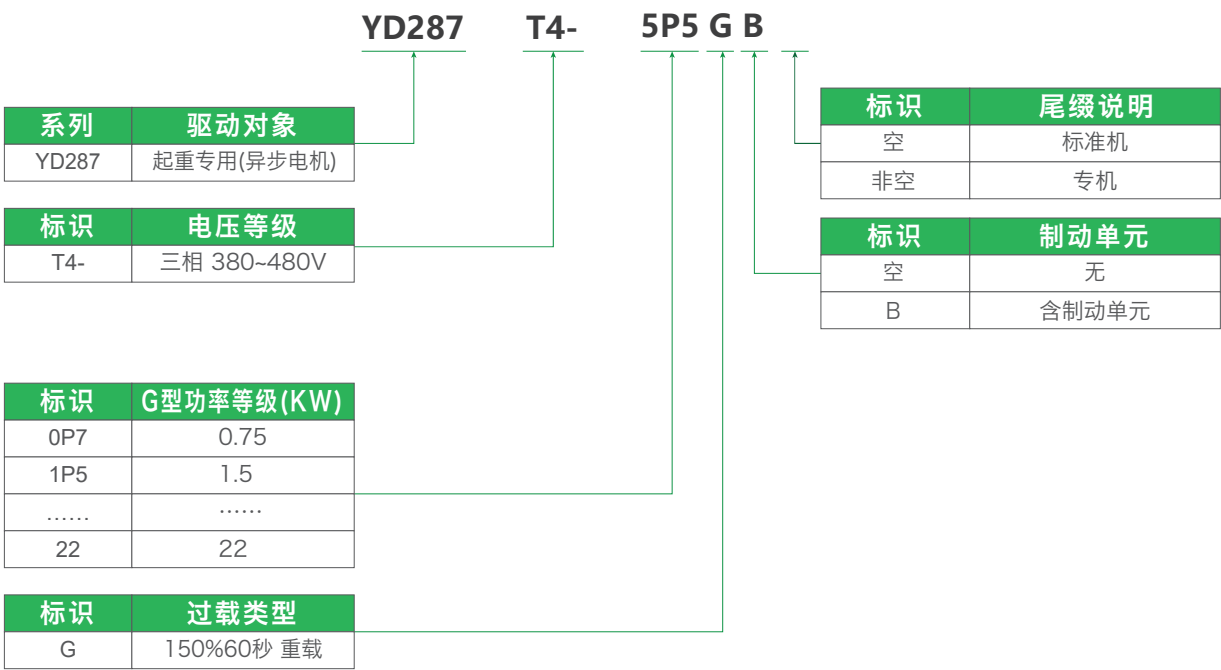 YD287 T4- 5P5 G B
系列 驱动对象
YD287 起重专用(异步电机)
标识 电压等级
T4- 三相 380~480V
标识 G型功率等级(KW)
0P7 0.75
1P5 1.5
…… ……
22 22
标识 过载类型
G 150%60秒 重载
标识 尾缀说明
空 标准机
非空 专机
标识 制动单元
空 无
B 含制动单元